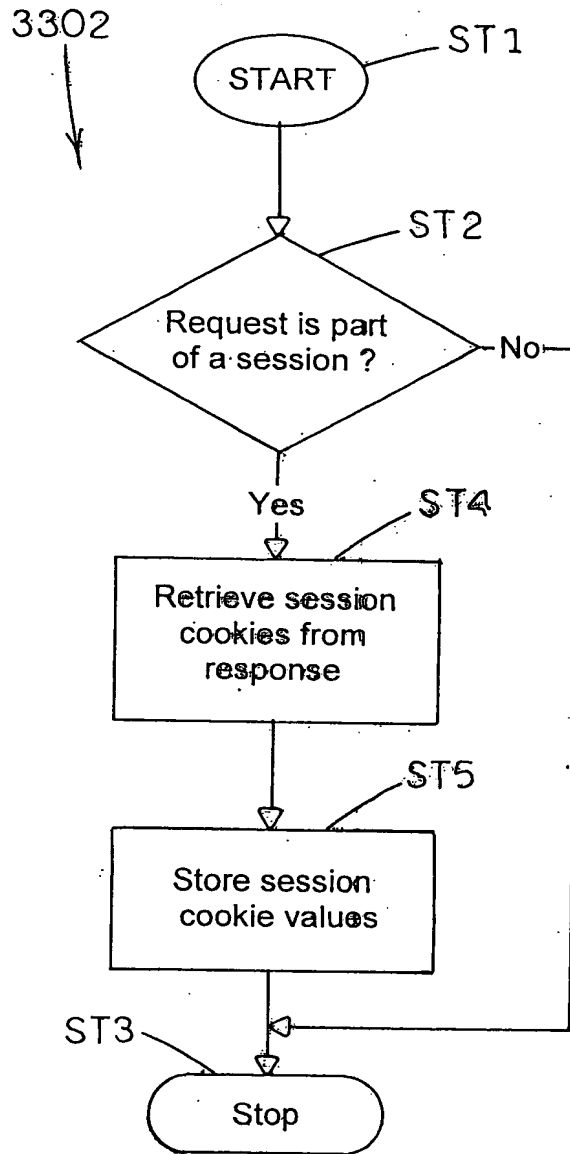 3302
ST1
START
ST2
Request is part
of a session ?
No
Yes
ST4
Retrieve session
cookies from
response
ST5
Store session
cookie values
ST3
Stop